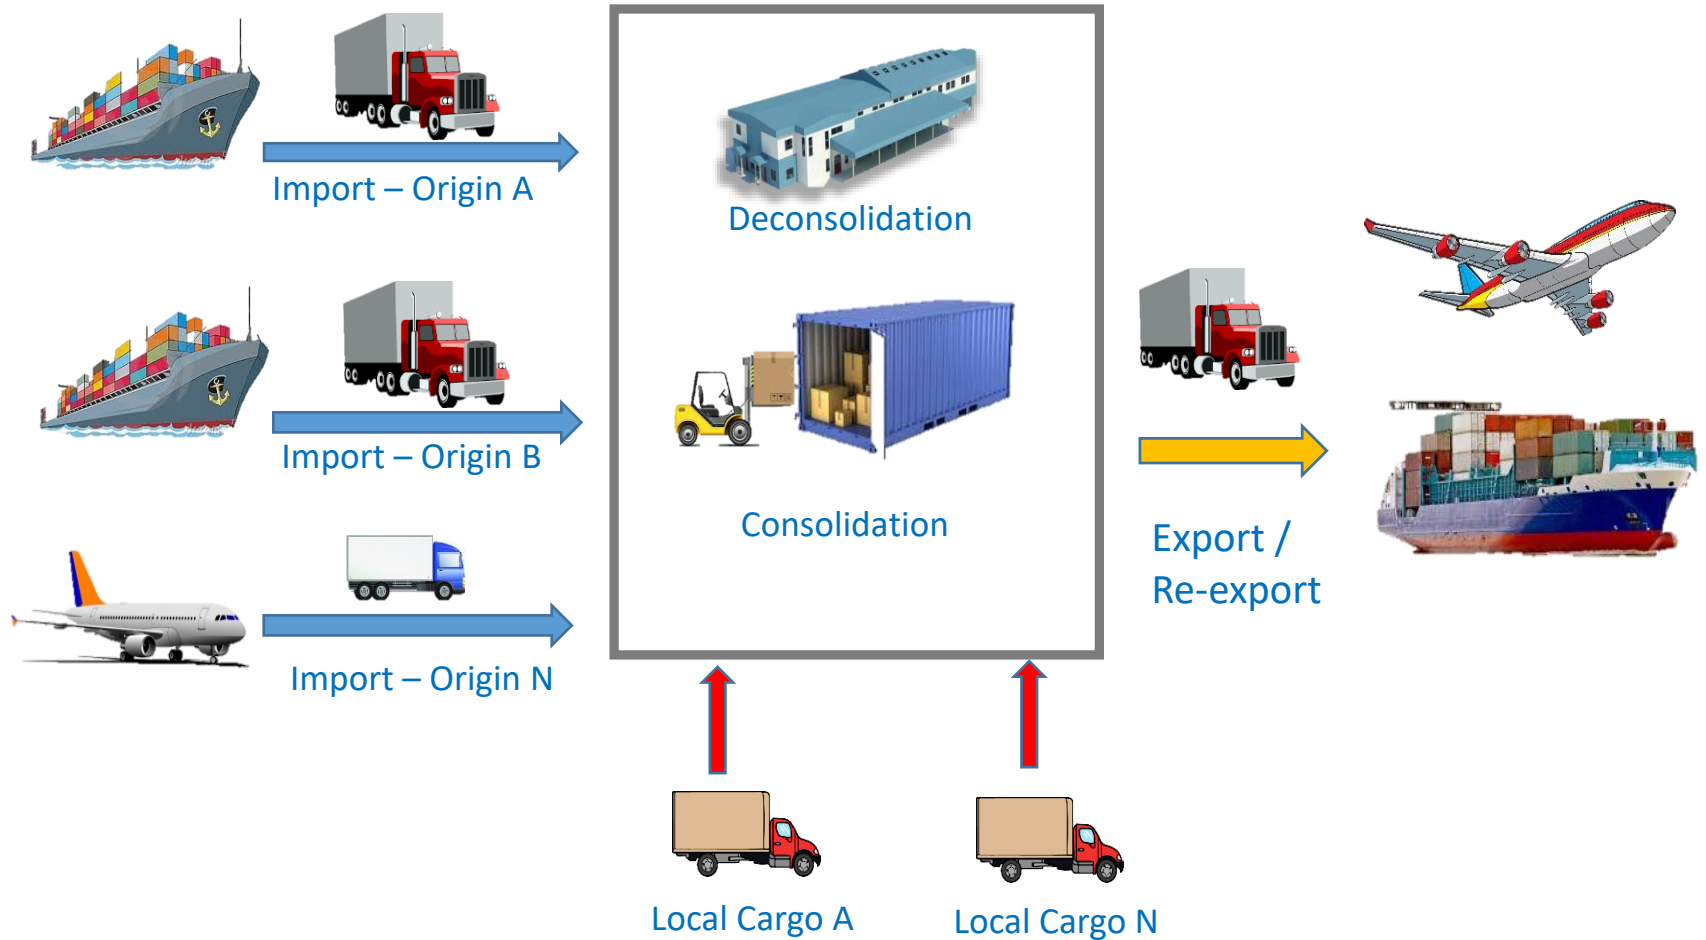 Import – Origin A
Deconsolidation
Import – Origin B
Consolidation
Export /
Re-export
Import – Origin N
Local Cargo A
Local Cargo N